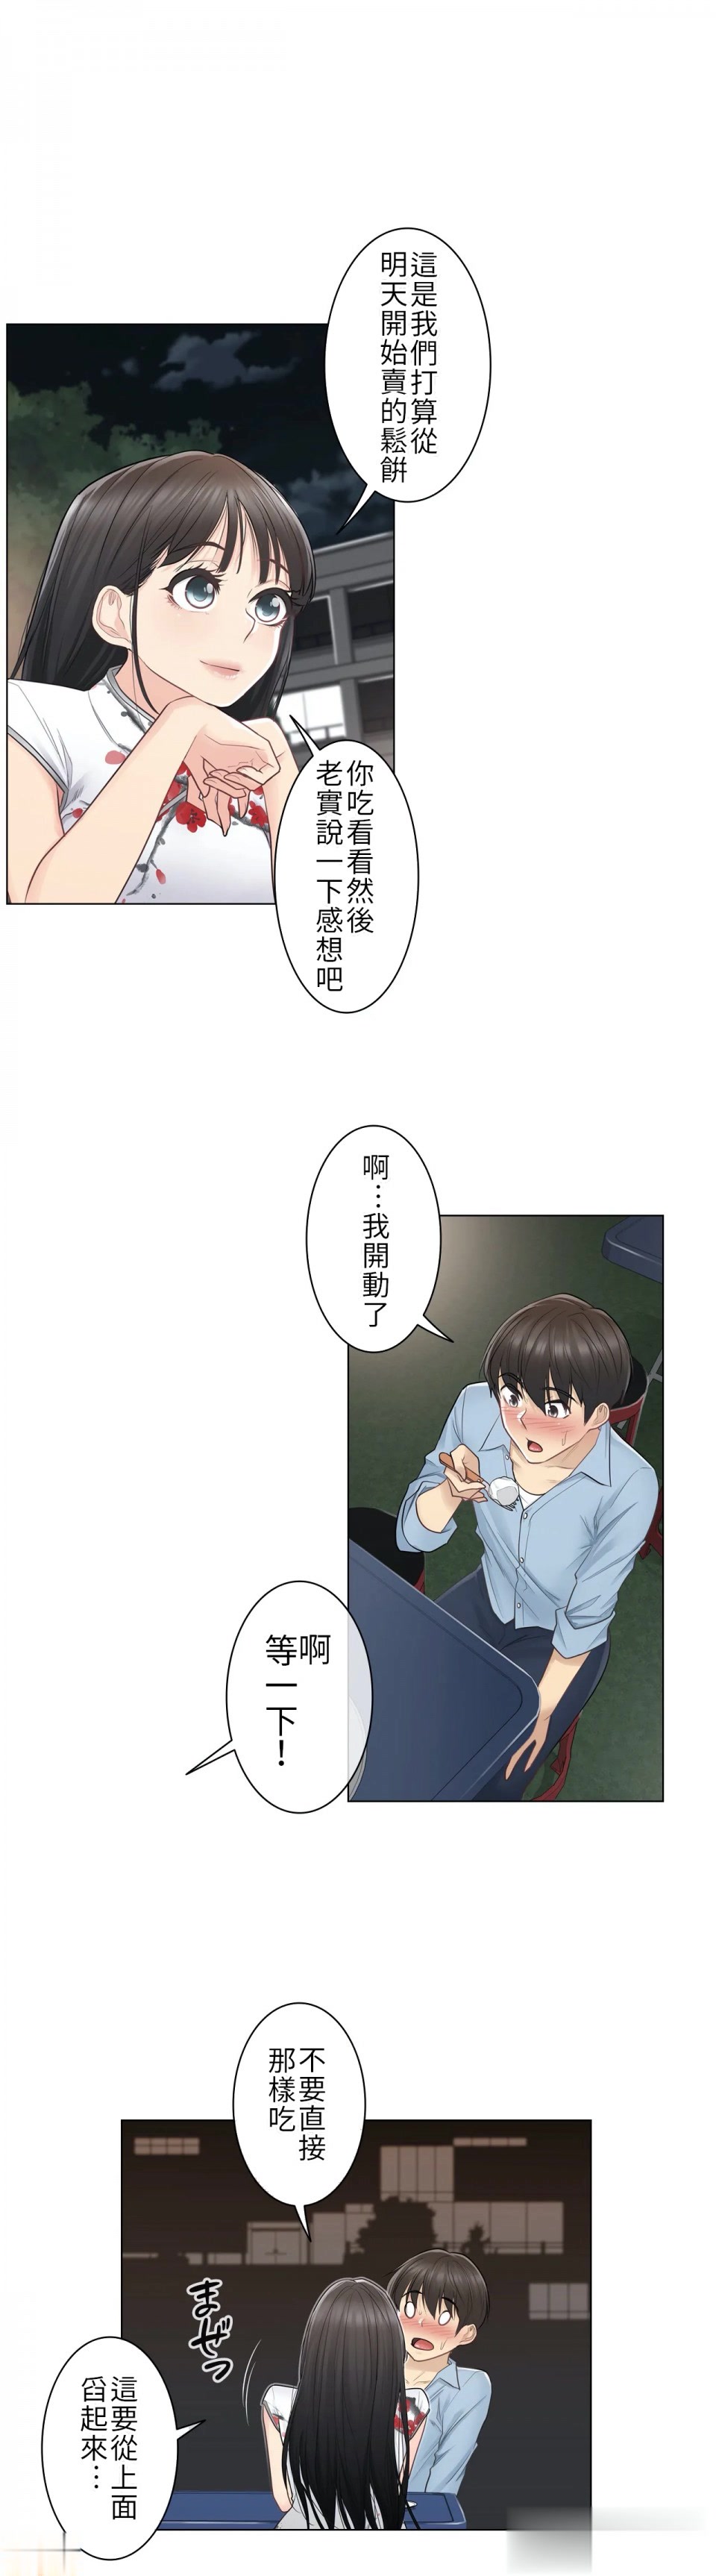 這是我們打算從
明天開始賣的鬆餅
你吃看看然後
老實說一下感想吧
啊…我開動了
啊
等一下！
不要直接
那樣吃
まぜっ
這要從上面
舀起來…